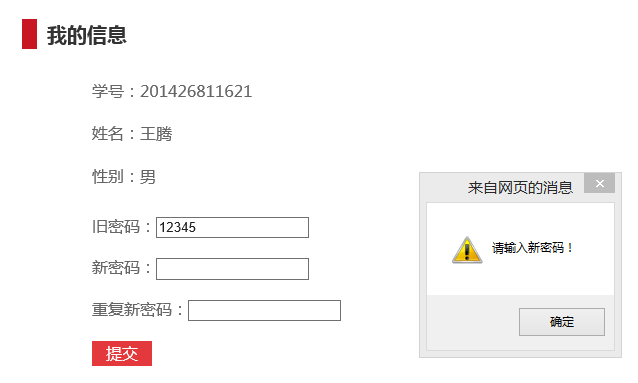 我的信息
学号：201426811621
姓名：王腾
性别：男
旧密码：12345
新密码：
重复新密码：
提交
来自网页的消息
请输入新密码！
确定